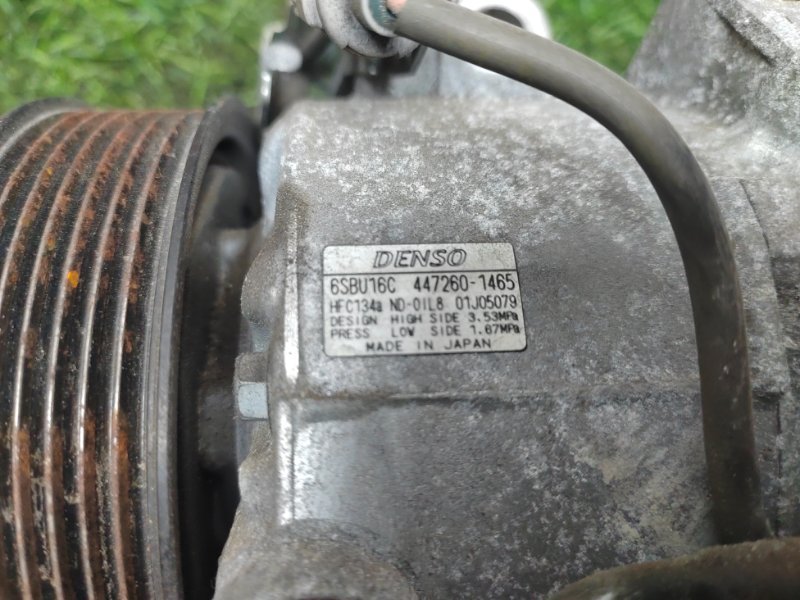 DENSO
6SBU16C 447260-1465
HFC134a ND-OIL8 01J05079
DESIGN HIGH SIDE 3.53MPa
PRESS LOW SIDE 1.67MPa
MADE IN JAPAN